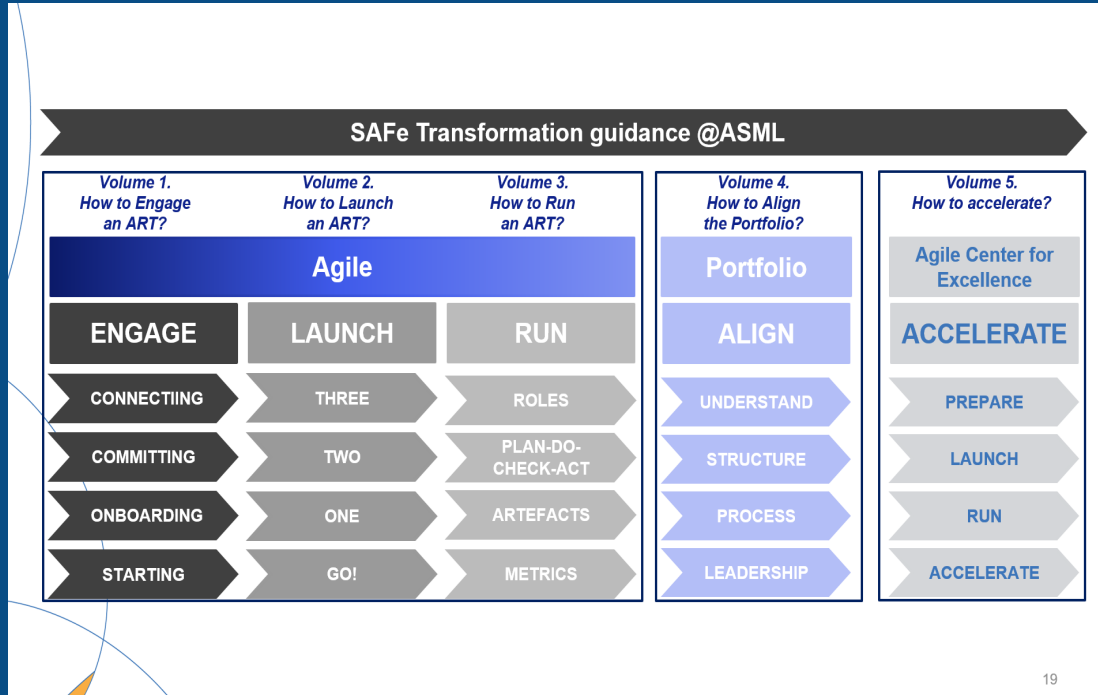 SAFe Transformation guidance @ASML
Volume 1.
How to Engage
an ART?
Volume 2.
How to Launch
an ART?
Volume 3.
How to Run
an ART?
Volume 4.
How to Align
the Portfolio?
Volume 5.
How to accelerate?
Agile
Portfolio
Agile Center for
Excellence
ENGAGE
LAUNCH
RUN
ALIGN
ACCELERATE
CONNECTIING
THREE
ROLES
UNDERSTAND
PREPARE
COMMITTING
TWO
PLAN-DO-
CHECK-ACT
STRUCTURE
LAUNCH
ONBOARDING
ONE
ARTEFACTS
PROCESS
RUN
STARTING
GO!
METRICS
LEADERSHIP
ACCELERATE
19